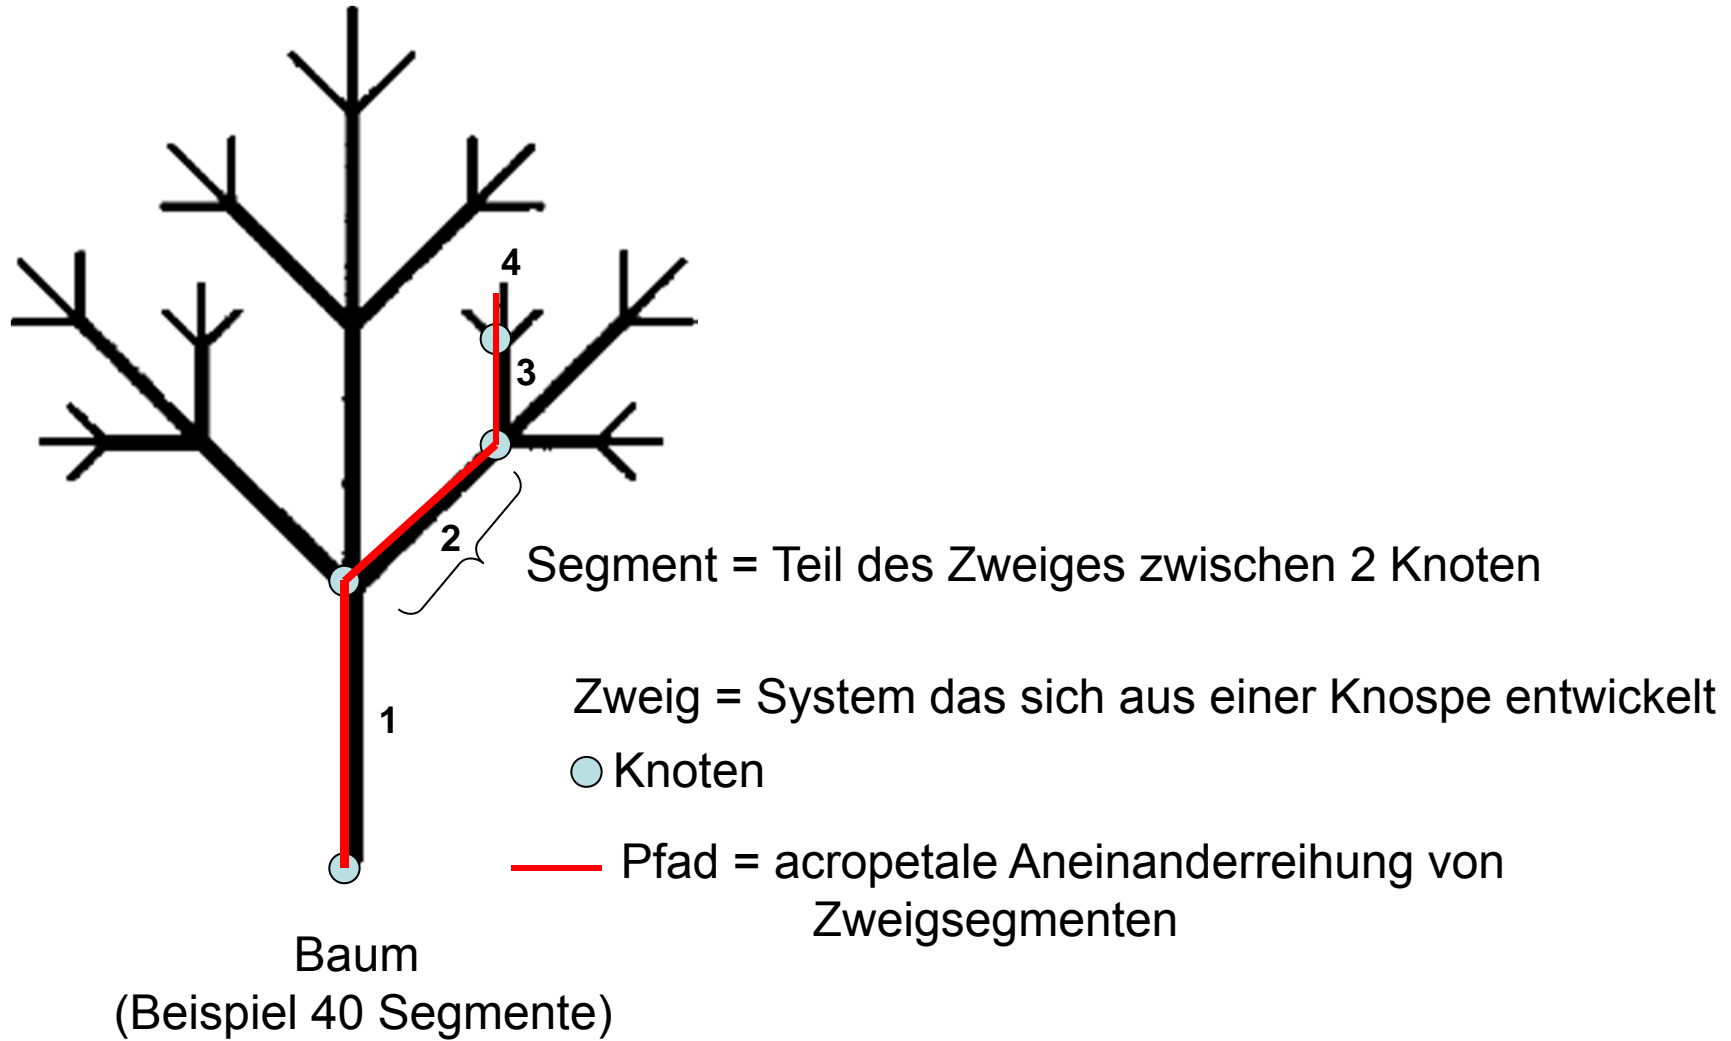 4
3
2
Segment = Teil des Zweiges zwischen 2 Knoten
Zweig = System das sich aus einer Knospe entwickelt
1
Knoten
Pfad = acropetale Aneinanderreihung von
Zweigsegmenten
Baum
(Beispiel 40 Segmente)